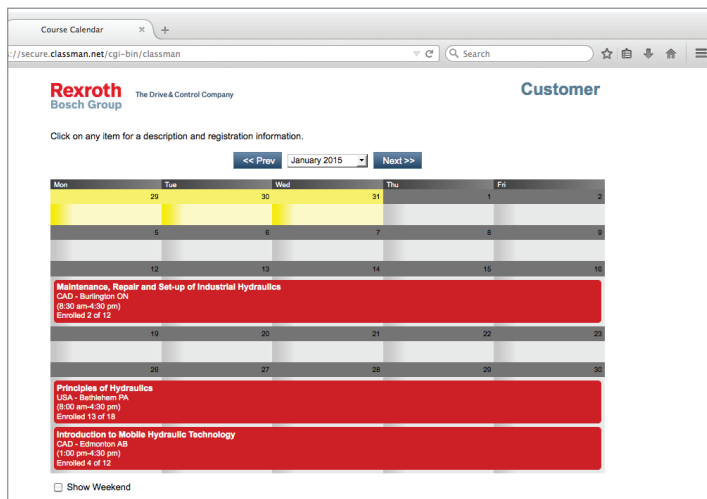 Course Calendar × +
://secure.classman.net/cgi-bin/classman
Search
Rexroth
Bosch Group
The Drive & Control Company
Customer
Click on any item for a description and registration information.
<< Prev January 2015 Next >>
Mon Tue Wed Thu Fri
29 30 31 1 2
5 6 7 8 9
12 13 14 15 16
Maintenance, Repair and Set-up of Industrial Hydraulics
CAD - Burlington ON
(8:30 am-4:30 pm)
Enrolled 2 of 12
19 20 21 22 23
26 27 28 29 30
Principles of Hydraulics
USA - Bethlehem PA
(8:00 am-4:30 pm)
Enrolled 13 of 18
Introduction to Mobile Hydraulic Technology
CAD - Edmonton AB
(1:00 pm-4:30 pm)
Enrolled 4 of 12
Show Weekend